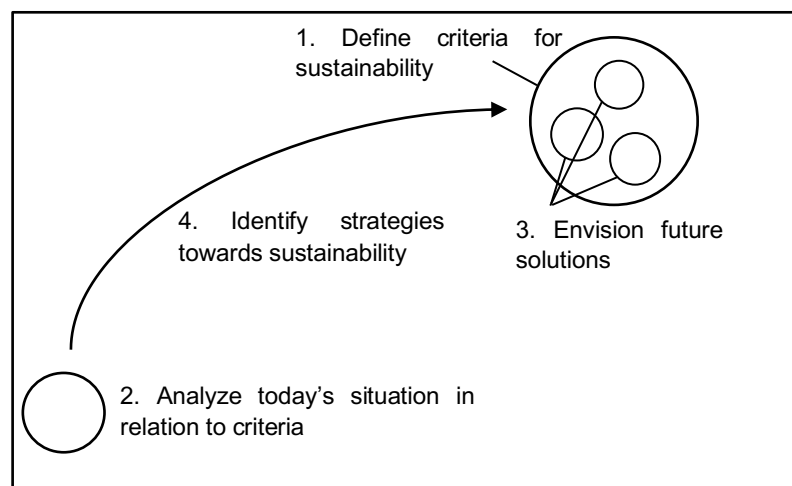 1. Define criteria for
sustainability
4. Identify strategies
towards sustainability
3. Envision future
solutions
2. Analyze today’s situation in
relation to criteria